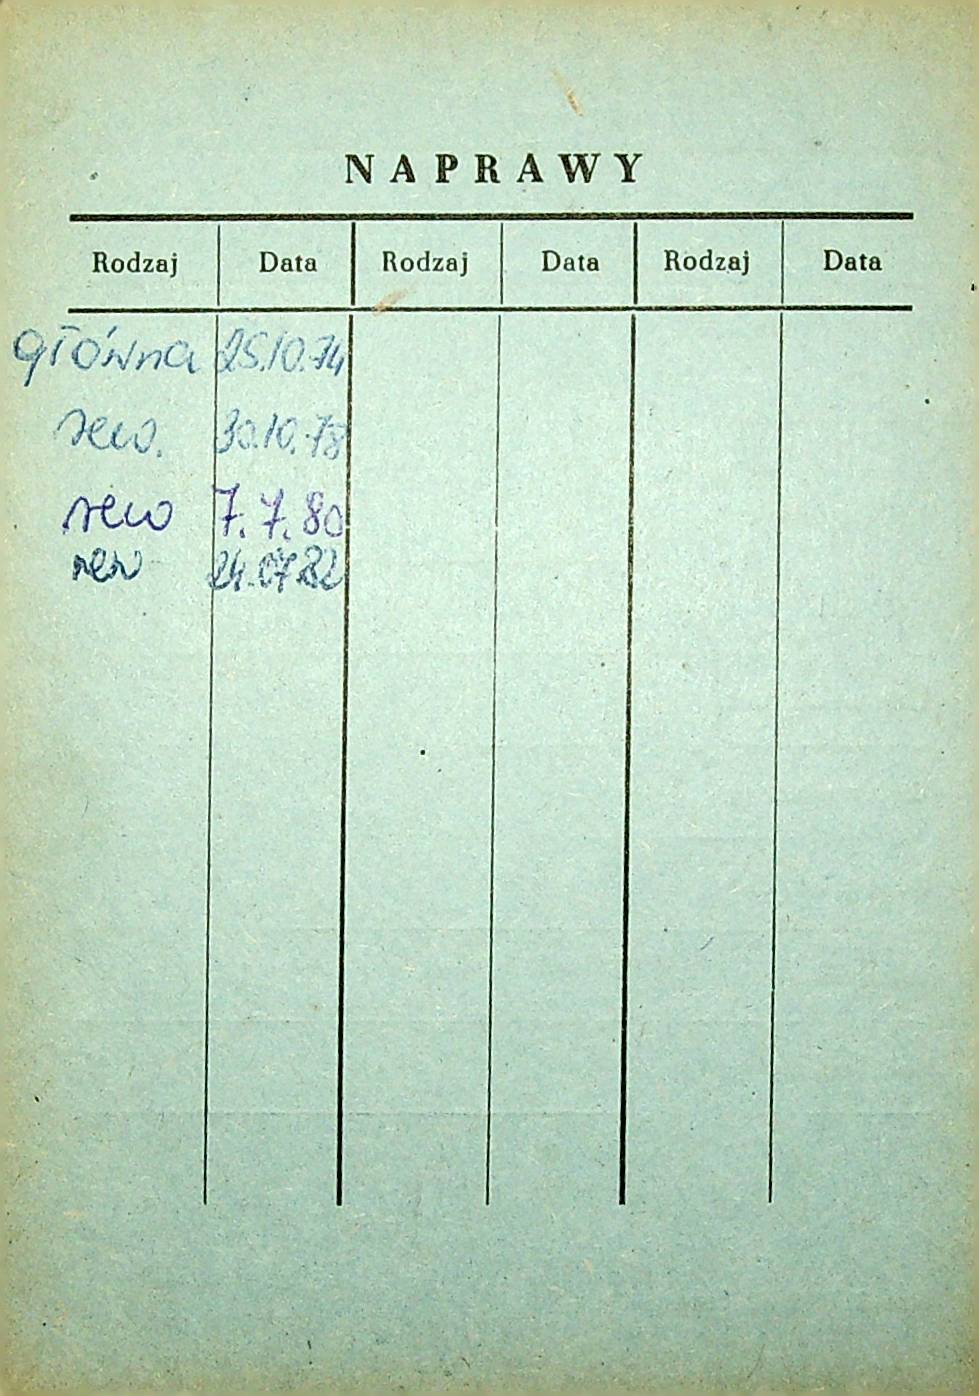 NAPRAWY
Rodzaj Data Rodzaj Data Rodzaj Data
główna 25.10.74
rew. 30.10.78
rew 7.7.80
rew 24.07.82